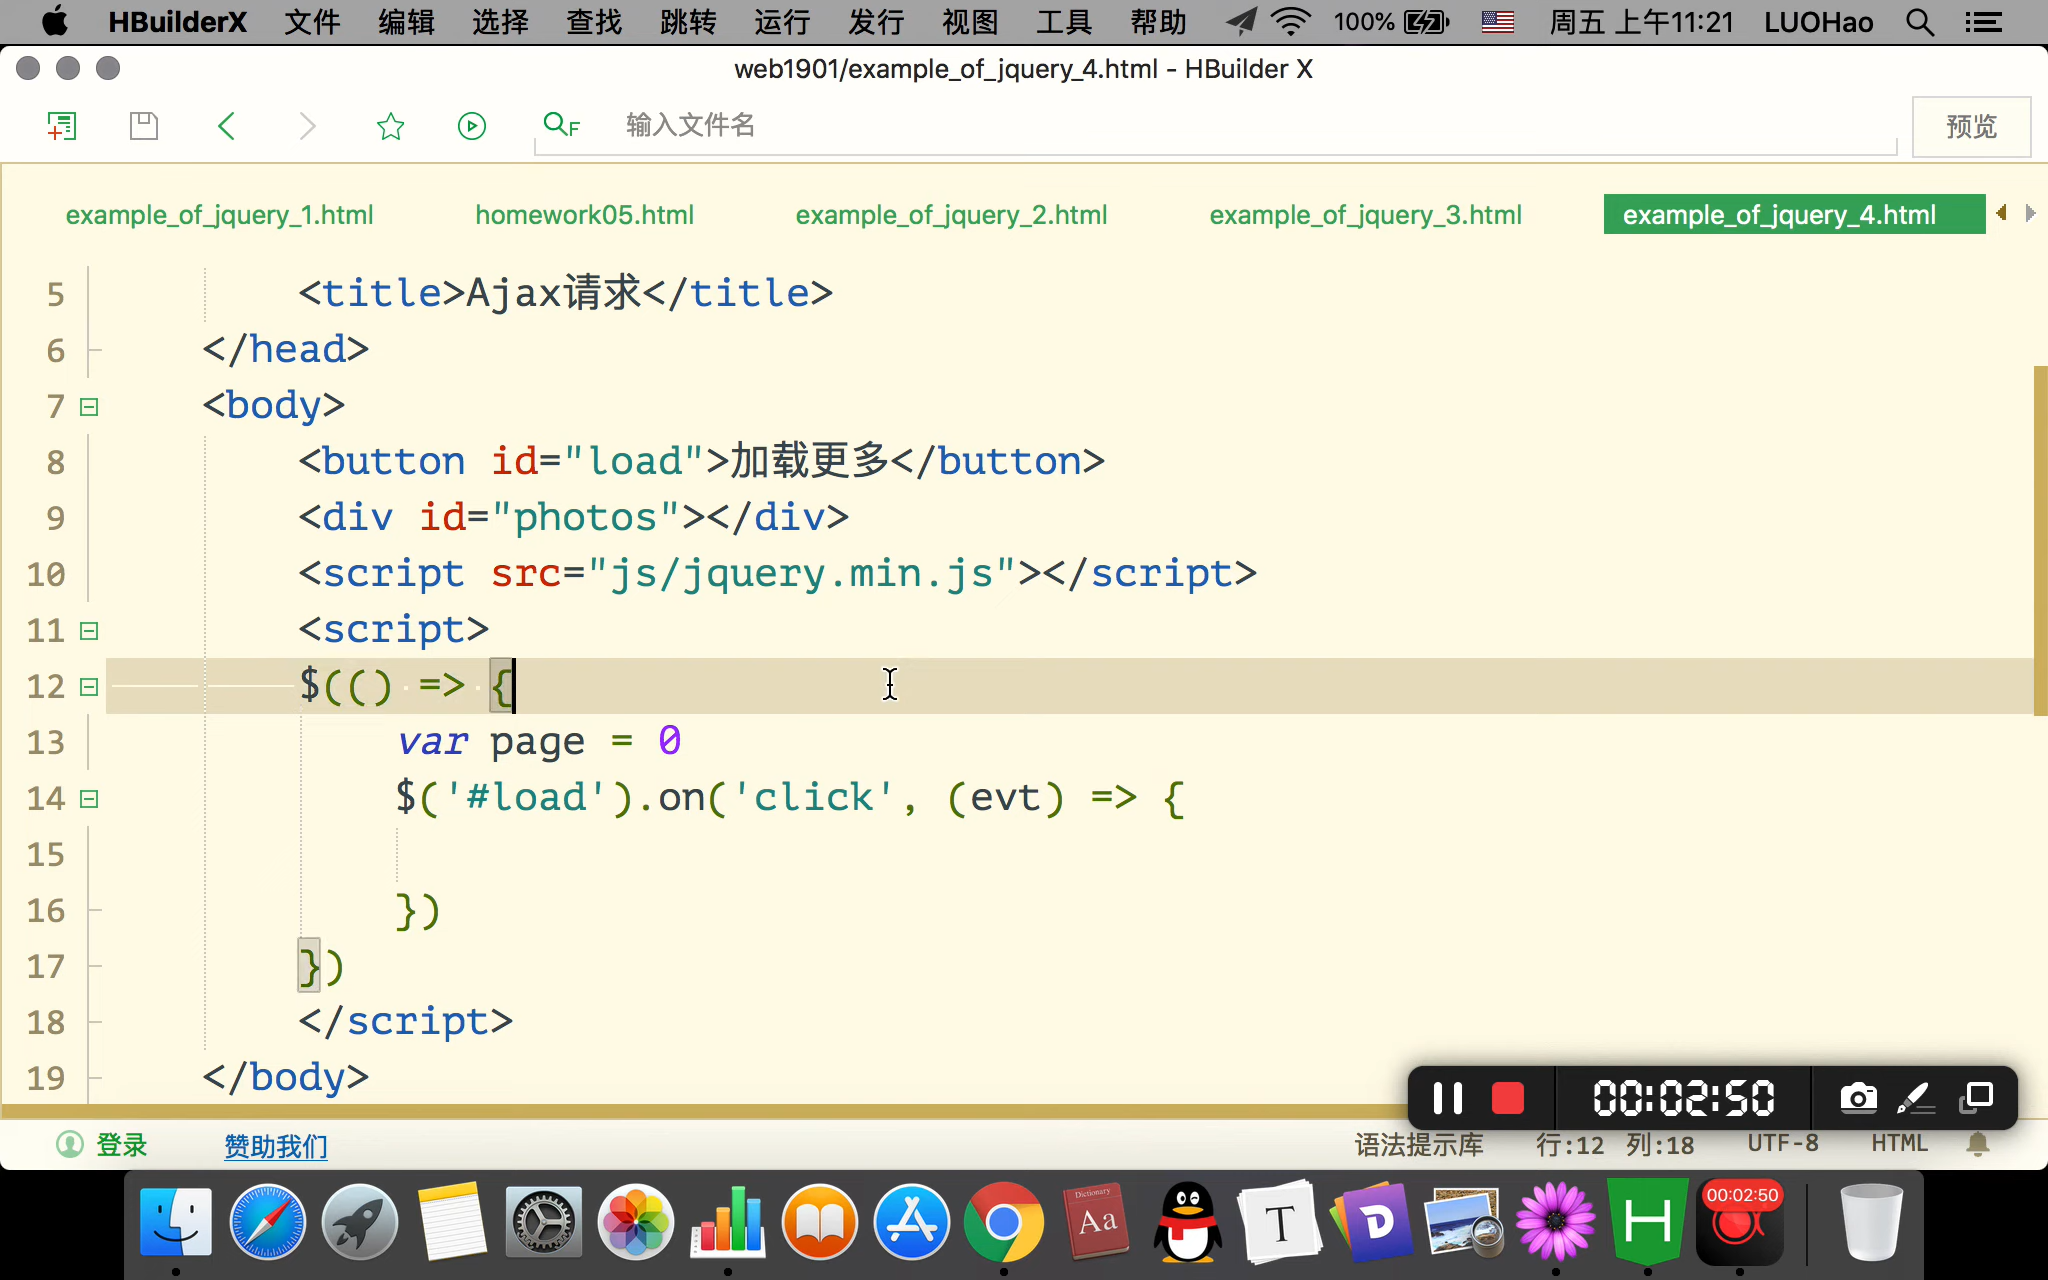 HBuilderX 文件 编辑 选择 查找 跳转 运行 发行 视图 工具 帮助 100% 周五 上午11:21 LUOHao
web1901/example_of_jquery_4.html - HBuilder X
输入文件名 预览
example_of_jquery_1.html homework05.html example_of_jquery_2.html example_of_jquery_3.html example_of_jquery_4.html
5 <title>Ajax请求</title>
6 </head>
7 <body>
8 <button id="load">加载更多</button>
9 <div id="photos"></div>
10 <script src="js/jquery.min.js"></script>
11 <script>
12 $(() => {
13 var page = 0
14 $('#load').on('click', (evt) => {
15
16 })
17 })
18 </script>
19 </body>
00:02:50
登录 赞助我们 语法提示库 行:12 列:18 UTF-8 HTML
Dictionary
Aa
T
D
H
00:02:50